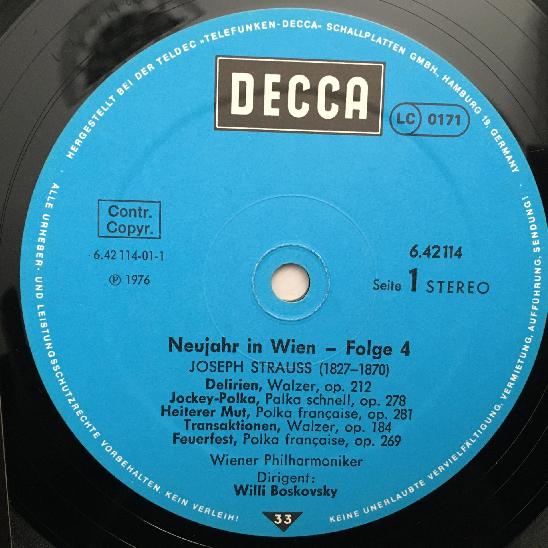 HERGESTELLT BEI DER TELDEC »TELEFUNKEN-DECCA« SCHALLPLATTEN GMBH, HAMBURG 19, GERMANY ·
DECCA
LC 0171
Contr.
Copyr.
6.42114-01-1
Ⓟ 1976
6.42114
Seite 1 STEREO
Neujahr in Wien – Folge 4
JOSEPH STRAUSS (1827–1870)
Delirien, Walzer, op. 212
Jockey-Polka, Polka schnell, op. 278
Heiterer Mut, Polka française, op. 281
Transaktionen, Walzer, op. 184
Feuerfest, Polka française, op. 269
Wiener Philharmoniker
Dirigent:
Willi Boskovsky
33
ALLE URHEBER- UND LEISTUNGSSCHUTZRECHTE VORBEHALTEN. KEIN VERLEIH!
KEINE UNERLAUBTE VERVIELFÄLTIGUNG, VERMIETUNG, AUFFÜHRUNG, SENDUNG!